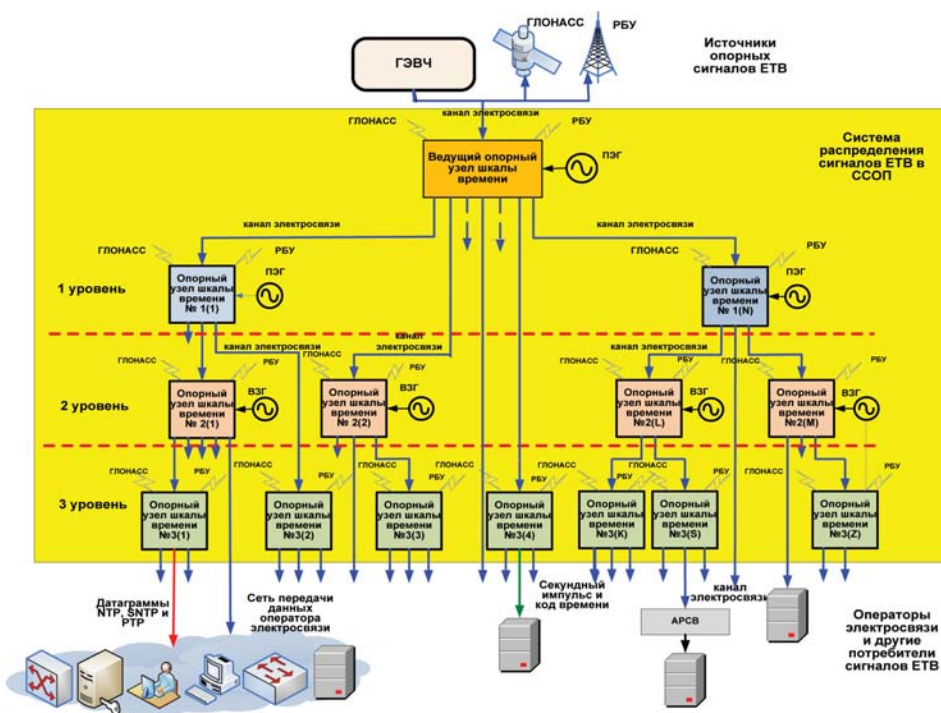 ГЭВЧ
ГЛОНАСС
РБУ
Источники
опорных
сигналов ЕТВ
канал электросвязи
ГЛОНАСС
РБУ
Ведущий опорный
узел шкалы
времени
ПЭГ
Система
распределения
сигналов ЕТВ в
ССОП
канал электросвязи
канал электросвязи
ГЛОНАСС
РБУ
ГЛОНАСС
РБУ
1 уровень
Опорный
узел шкалы
времени
№ 1(1)
ПЭГ
Опорный
узел шкалы
времени
№ 1(N)
ПЭГ
канал
электросвязи
канал электросвязи
ГЛОНАСС
РБУ
ГЛОНАСС
РБУ
канал электросвязи
ГЛОНАСС
РБУ
ГЛОНАСС
РБУ
2 уровень
Опорный
узел шкалы
времени
№ 2(1)
ВЗГ
Опорный
узел шкалы
времени
№ 2(2)
ВЗГ
Опорный
узел шкалы
времени
№2(L)
ВЗГ
Опорный
узел шкалы
времени
№2(M)
ВЗГ
ГЛОНАСС
РБУ
ГЛОНАСС
РБУ
ГЛОНАСС
РБУ
ГЛОНАСС
РБУ
ГЛОНАСС
РБУ
РБУ
ГЛОНАСС
РБУ
3 уровень
Опорный
узел шкалы
времени
№3(1)
Опорный
узел шкалы
времени
№3(2)
Опорный
узел шкалы
времени
№3(3)
Опорный
узел шкалы
времени
№3(4)
Опорный
узел шкалы
времени
№3(K)
Опорный
узел шкалы
времени
№3(S)
Опорный
узел шкалы
времени
№3(Z)
Датаграммы
NTP, SNTP и
PTP
Сеть передачи
данных
оператора
электросвязи
Секундный
импульс и
код времени
канал
электросвязи
АРСВ
Операторы
электросвязи
и другие
потребители
сигналов ЕТВ